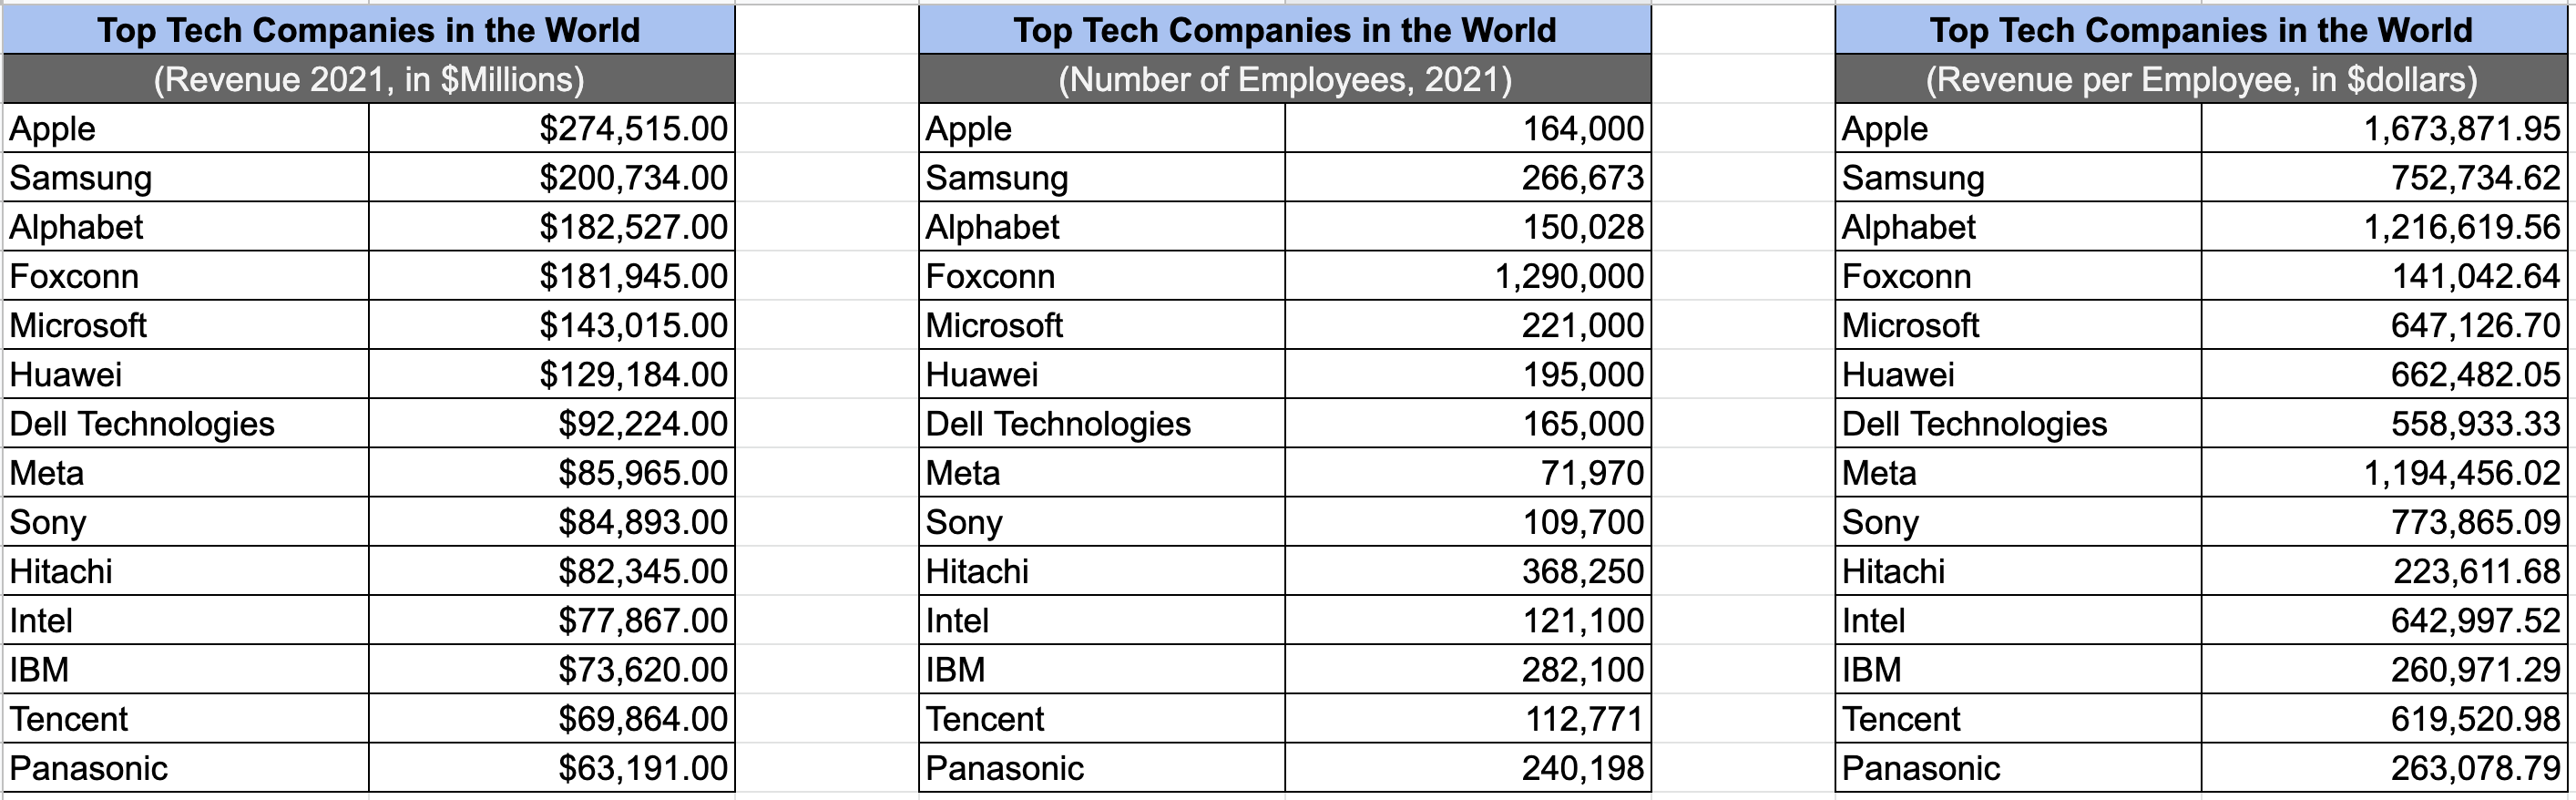 Top Tech Companies in the World
(Revenue 2021, in $Millions)
Apple $274,515.00
Samsung $200,734.00
Alphabet $182,527.00
Foxconn $181,945.00
Microsoft $143,015.00
Huawei $129,184.00
Dell Technologies $92,224.00
Meta $85,965.00
Sony $84,893.00
Hitachi $82,345.00
Intel $77,867.00
IBM $73,620.00
Tencent $69,864.00
Panasonic $63,191.00
Top Tech Companies in the World
(Number of Employees, 2021)
Apple 164,000
Samsung 266,673
Alphabet 150,028
Foxconn 1,290,000
Microsoft 221,000
Huawei 195,000
Dell Technologies 165,000
Meta 71,970
Sony 109,700
Hitachi 368,250
Intel 121,100
IBM 282,100
Tencent 112,771
Panasonic 240,198
Top Tech Companies in the World
(Revenue per Employee, in $dollars)
Apple 1,673,871.95
Samsung 752,734.62
Alphabet 1,216,619.56
Foxconn 141,042.64
Microsoft 647,126.70
Huawei 662,482.05
Dell Technologies 558,933.33
Meta 1,194,456.02
Sony 773,865.09
Hitachi 223,611.68
Intel 642,997.52
IBM 260,971.29
Tencent 619,520.98
Panasonic 263,078.79